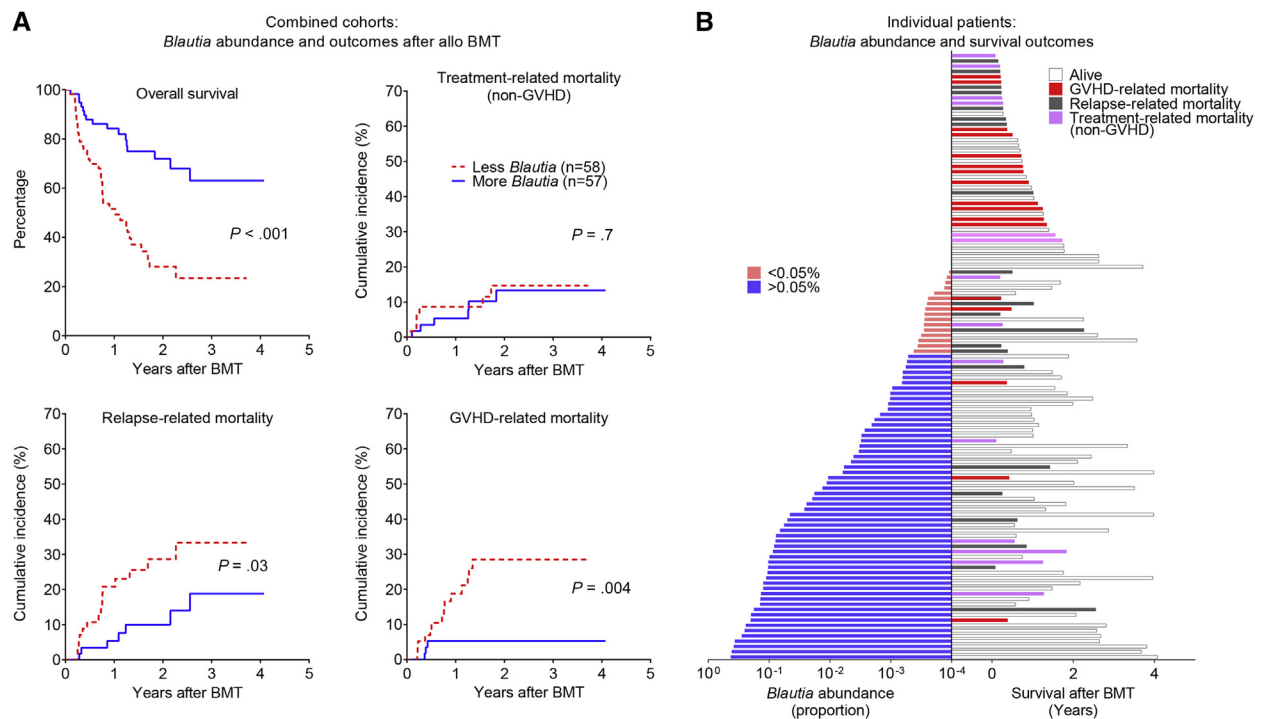 A
Combined cohorts:
Blautia abundance and outcomes after allo BMT
Overall survival
Percentage
100
80
60
40
20
0
P < .001
0 1 2 3 4 5
Years after BMT
Treatment-related mortality
(non-GVHD)
Cumulative incidence (%)
70
60
50
40
30
20
10
0
Less Blautia (n=58)
More Blautia (n=57)
P = .7
0 1 2 3 4 5
Years after BMT
Relapse-related mortality
Cumulative incidence (%)
70
60
50
40
30
20
10
0
P = .03
0 1 2 3 4 5
Years after BMT
GVHD-related mortality
Cumulative incidence (%)
70
60
50
40
30
20
10
0
P = .004
0 1 2 3 4 5
Years after BMT
B
Individual patients:
Blautia abundance and survival outcomes
Alive
GVHD-related mortality
Relapse-related mortality
Treatment-related mortality
(non-GVHD)
<0.05%
>0.05%
10⁰ 10⁻¹ 10⁻² 10⁻³ 10⁻⁴ 0 2 4
Blautia abundance
(proportion)
Survival after BMT
(Years)